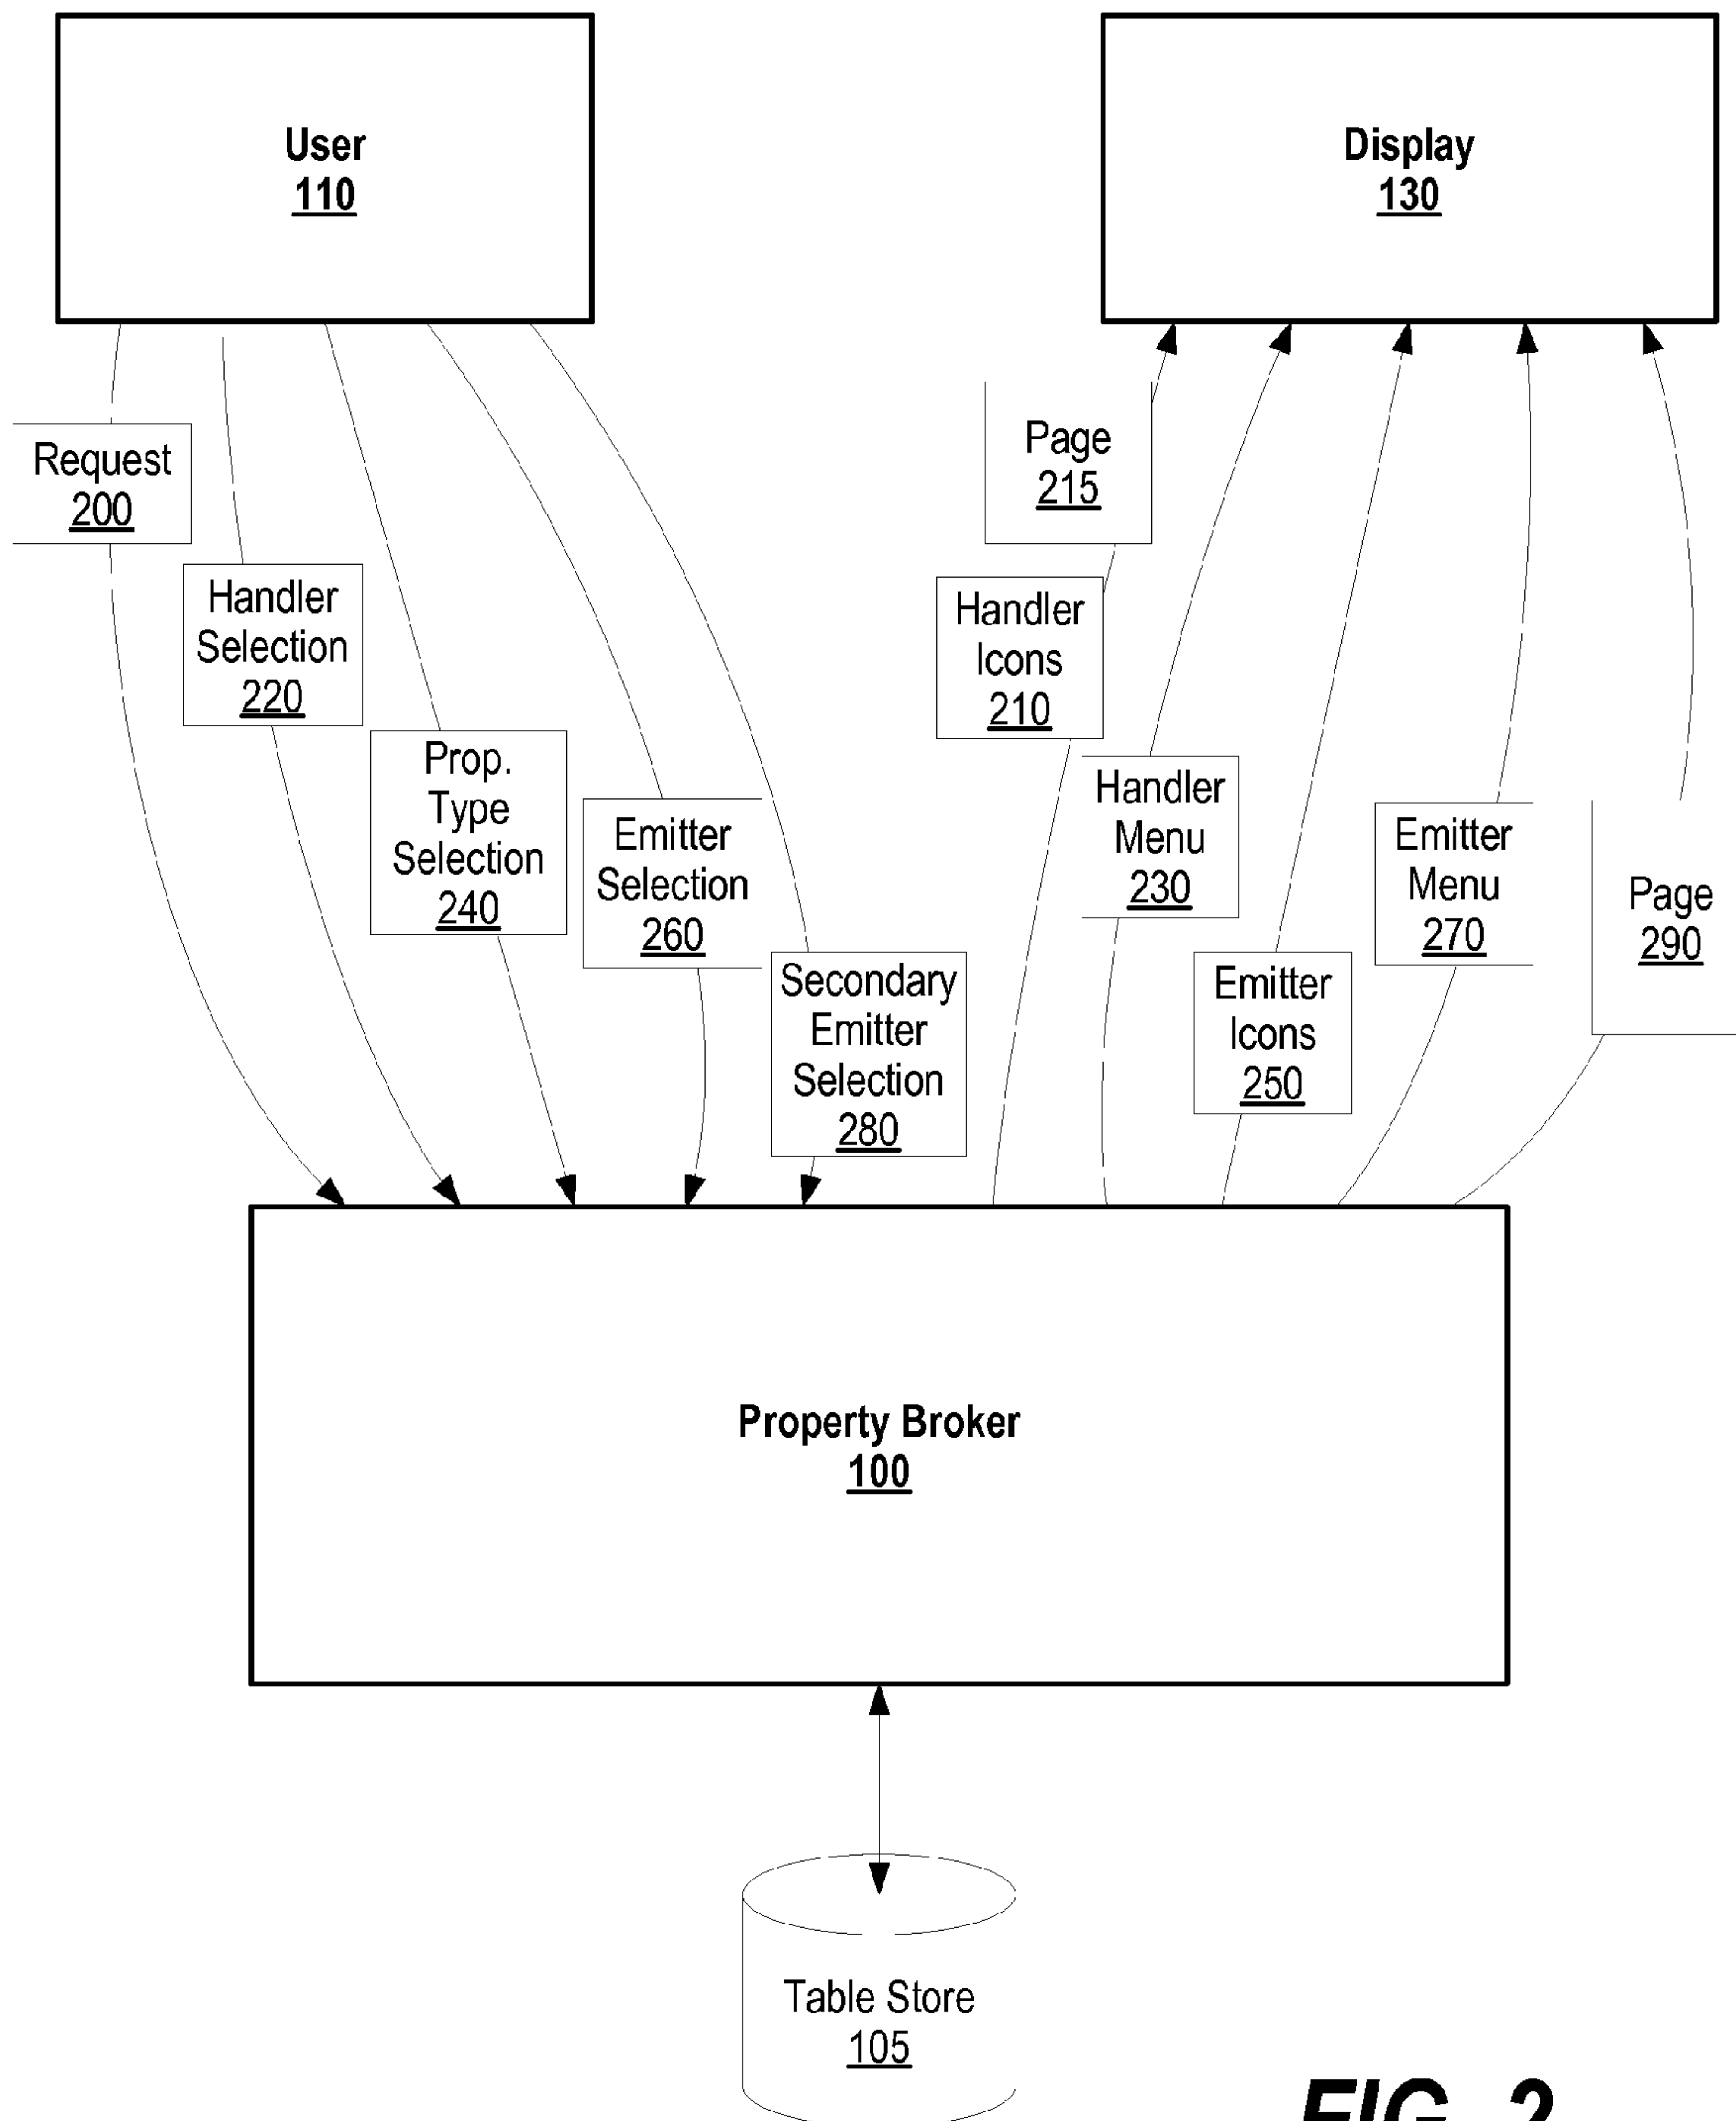 User
110
Display
130
Request
200
Page
215
Handler
Selection
220
Handler
Icons
210
Prop.
Type
Selection
240
Handler
Menu
230
Emitter
Selection
260
Emitter
Menu
270
Page
290
Secondary
Emitter
Selection
280
Emitter
Icons
250
Property Broker
100
Table Store
105
FIG. 2